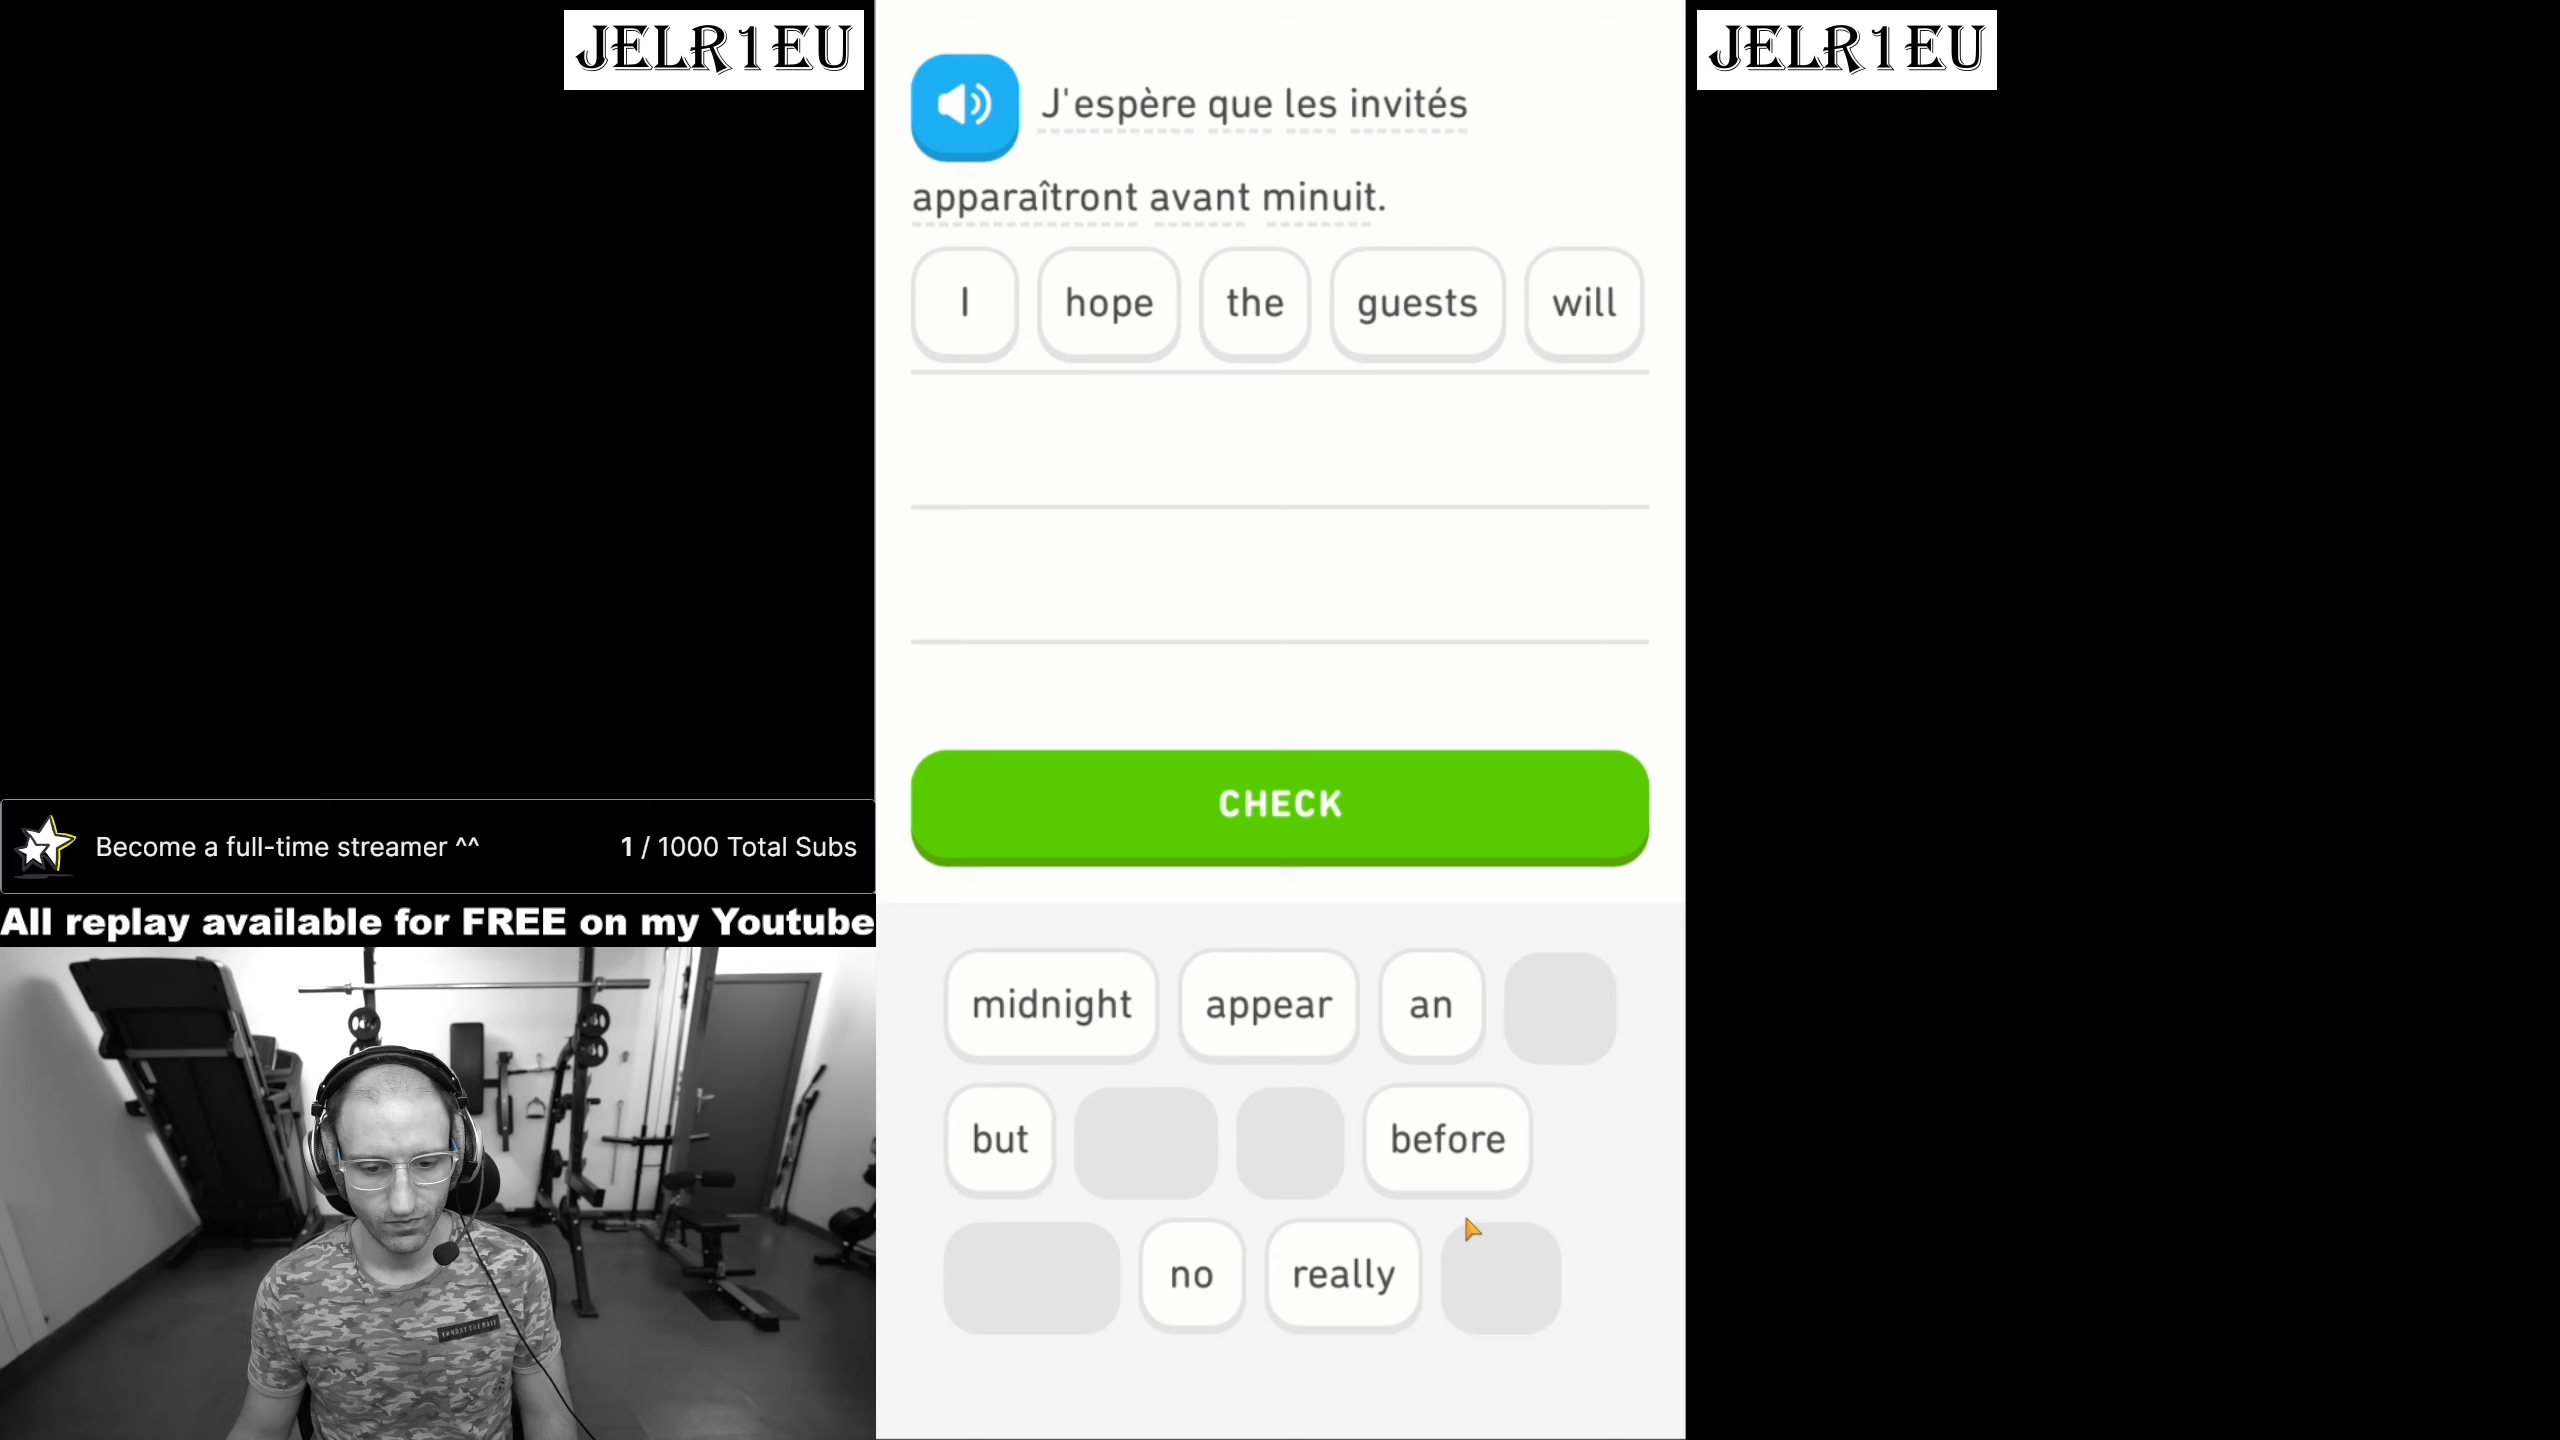 JELR1EU
JELR1EU
J'espère que les invités
apparaîtront avant minuit.
I hope the guests will
CHECK
Become a full-time streamer ^^ 1 / 1000 Total Subs
All replay available for FREE on my Youtube
midnight appear an
but before
no really